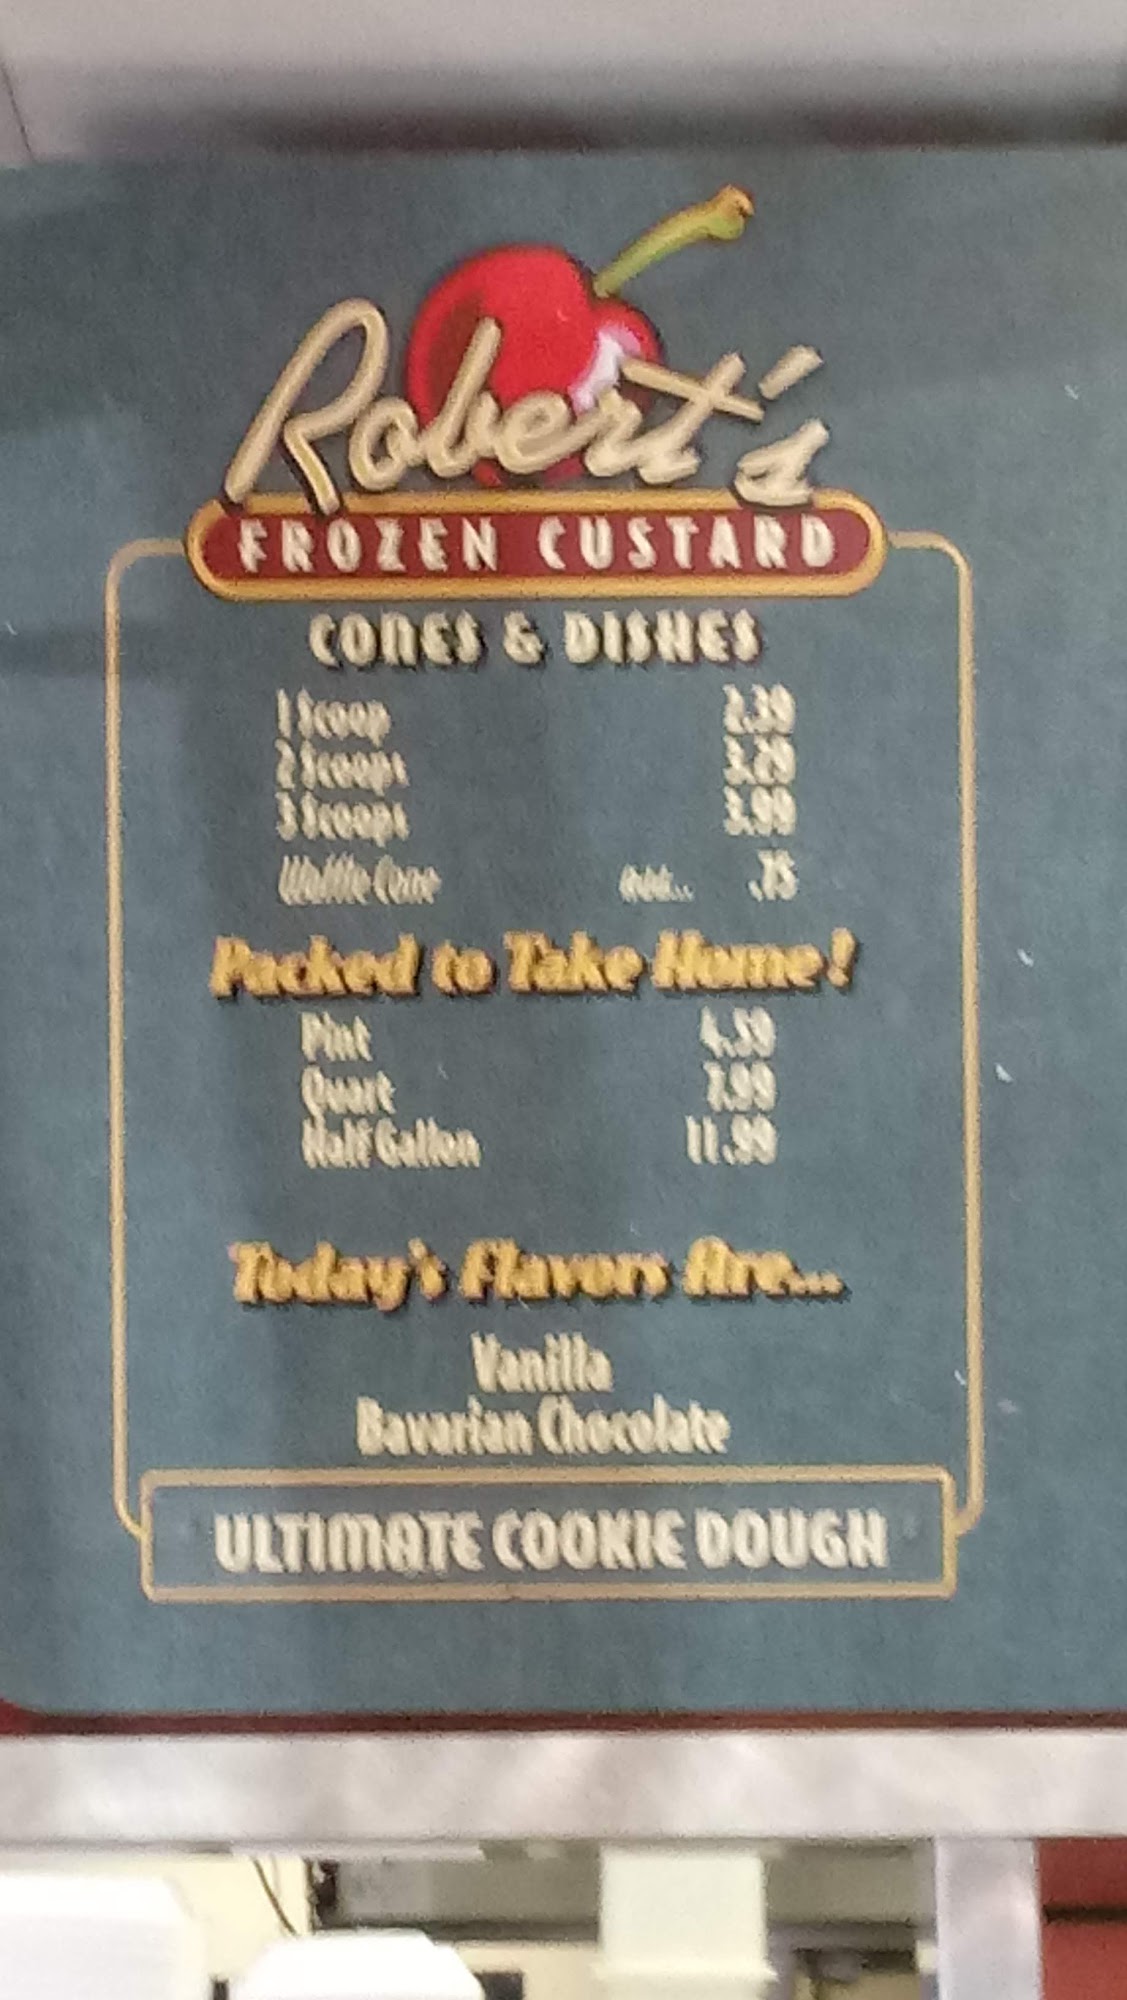 Robert's
FROZEN CUSTARD
CONES & DISHES
1 Scoop 2.39
2 Scoops 3.29
3 Scoops 3.99
Waffle Cone Add... .75
Packed to Take Home!
Pint 4.59
Quart 7.99
Half Gallon 11.99
Today's Flavors Are...
Vanilla
Bavarian Chocolate
ULTIMATE COOKIE DOUGH